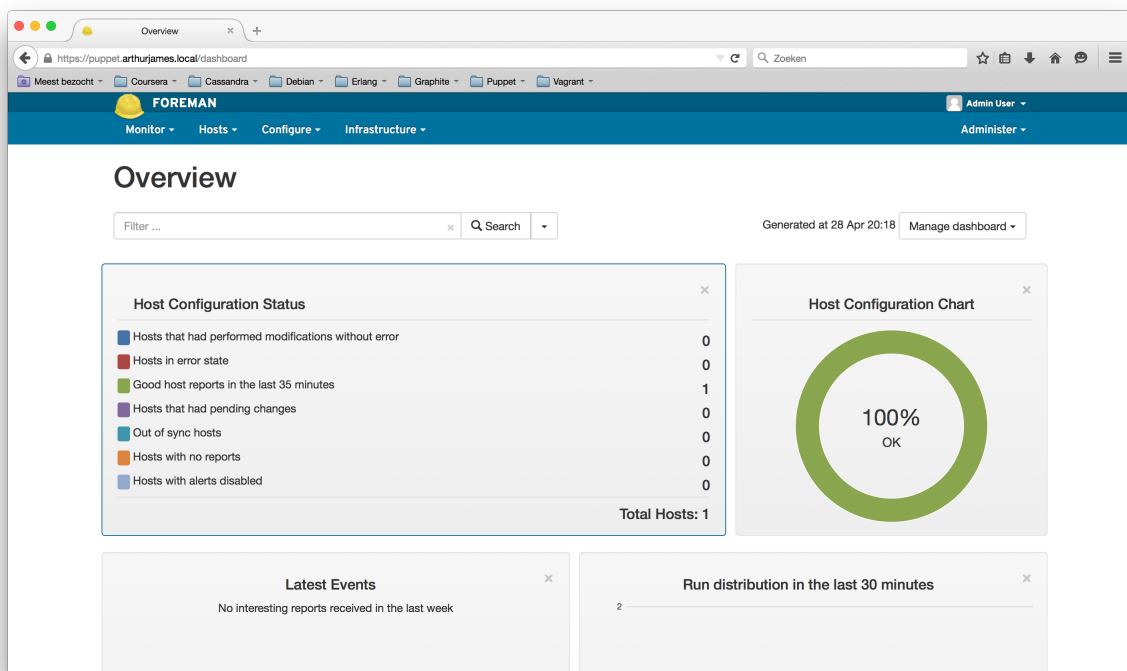 Overview
https://puppet.arthurjames.local/dashboard
Zoeken
Meest bezocht Coursera Cassandra Debian Erlang Graphite Puppet Vagrant
FOREMAN
Admin User
Monitor Hosts Configure Infrastructure
Administer
Overview
Filter ...
Search
Generated at 28 Apr 20:18
Manage dashboard
Host Configuration Status
Hosts that had performed modifications without error 0
Hosts in error state 0
Good host reports in the last 35 minutes 1
Hosts that had pending changes 0
Out of sync hosts 0
Hosts with no reports 0
Hosts with alerts disabled 0
Total Hosts: 1
Host Configuration Chart
100%
OK
Latest Events
No interesting reports received in the last week
Run distribution in the last 30 minutes
2